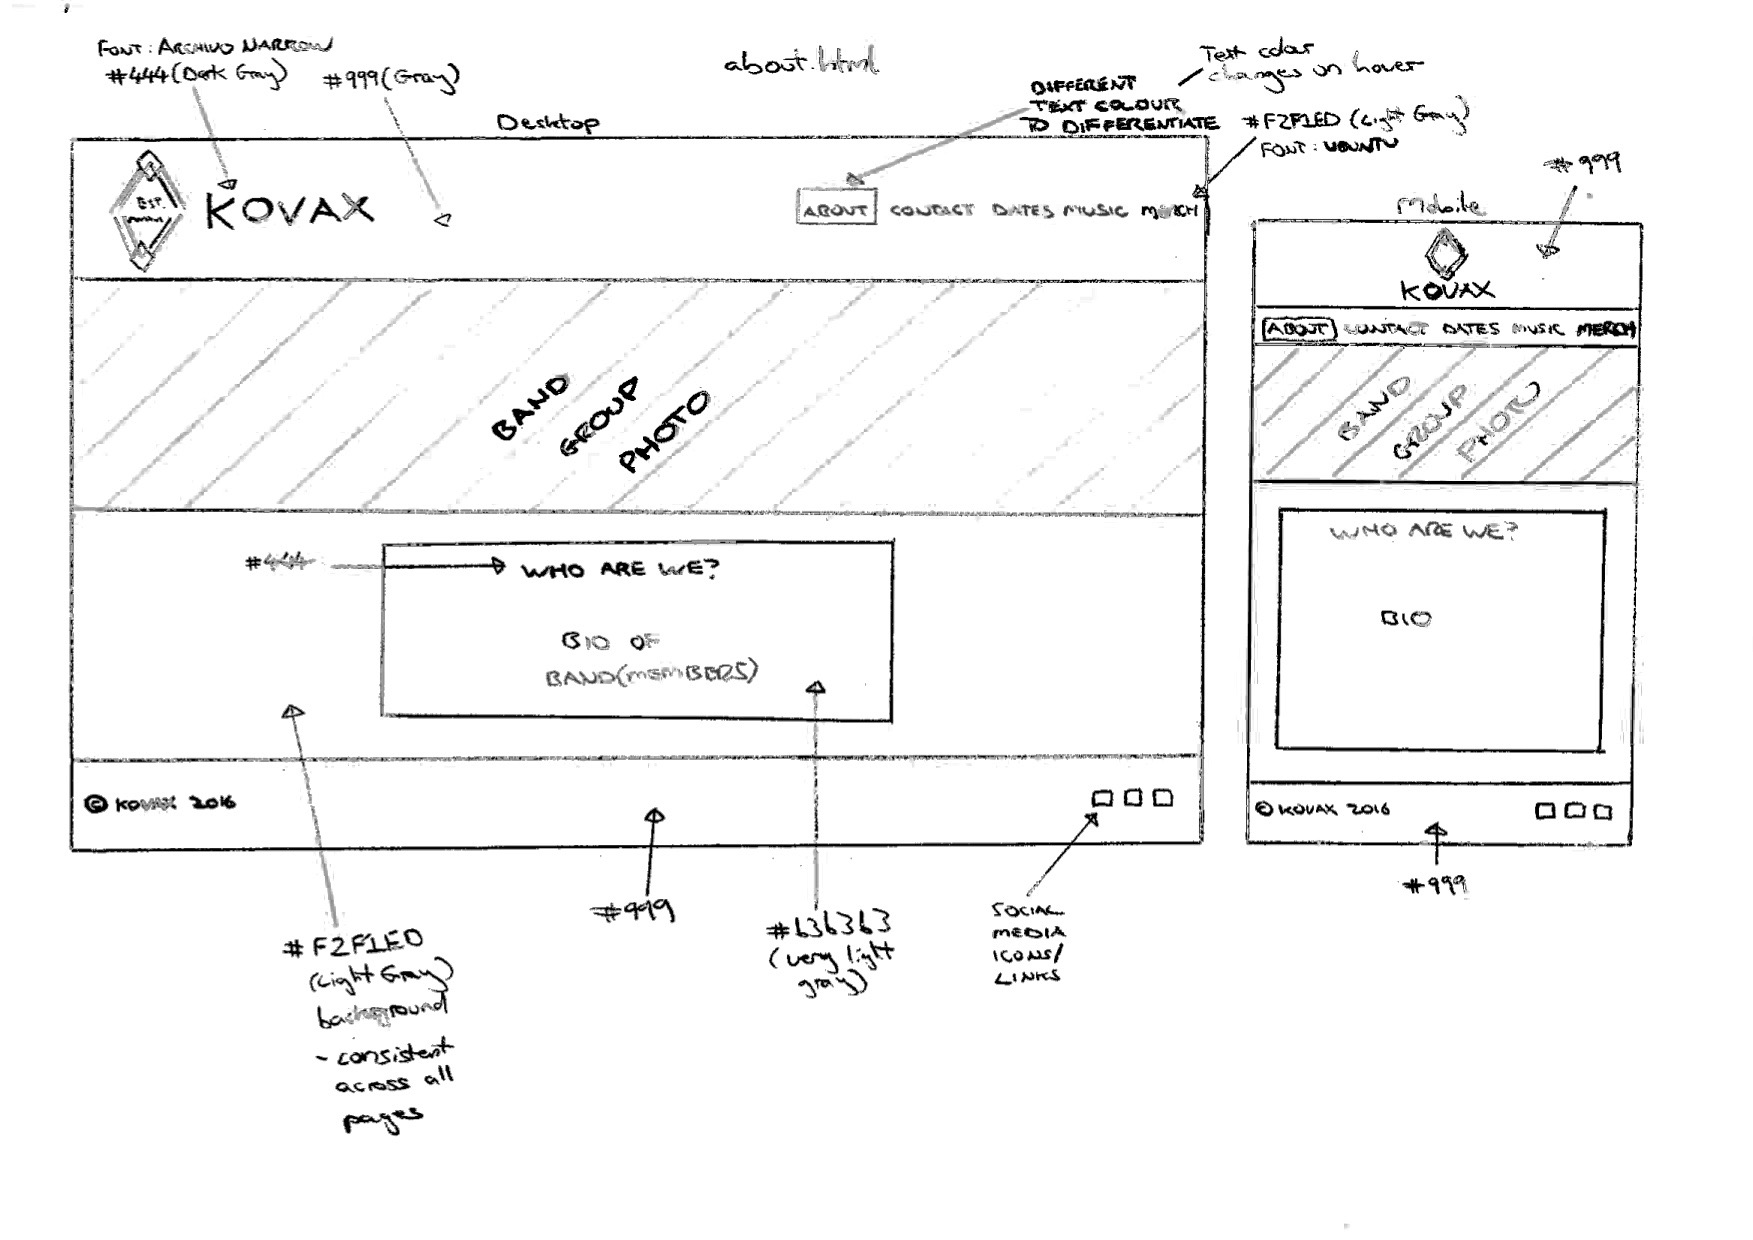 FONT: ARCHIVO NARROW
#444 (Dark Gray)
#999 (Gray)
about.html
Text colour
changes on hover
DIFFERENT
TEXT COLOUR
TO DIFFERENTIATE
#F2F1ED (Light Gray)
FONT: UBUNTU
Desktop
EST.
KOVAX
ABOUT CONTACT DATES MUSIC MERCH
BAND
GROUP
PHOTO
#444
WHO ARE WE?
BIO OF
BAND(MEMBERS)
© KOVAX 2016
#F2F1ED
(Light Gray)
background
- consistent
across all
pages
#999
#636363
(very light
gray)
SOCIAL
MEDIA
ICONS/
LINKS
#999
Mobile
KOVAX
ABOUT CONTACT DATES MUSIC MERCH
BAND
GROUP
PHOTO
WHO ARE WE?
BIO
© KOVAX 2016
#999